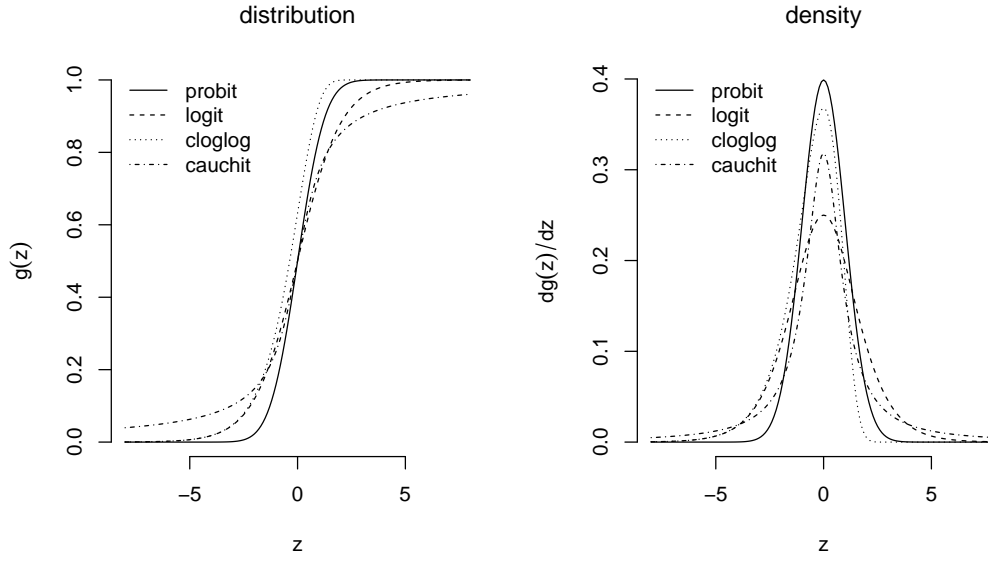 distribution
probit
logit
cloglog
cauchit
g(z)
0.0
0.2
0.4
0.6
0.8
1.0
−5
0
5
z
density
probit
logit
cloglog
cauchit
dg(z)/dz
0.0
0.1
0.2
0.3
0.4
−5
0
5
z